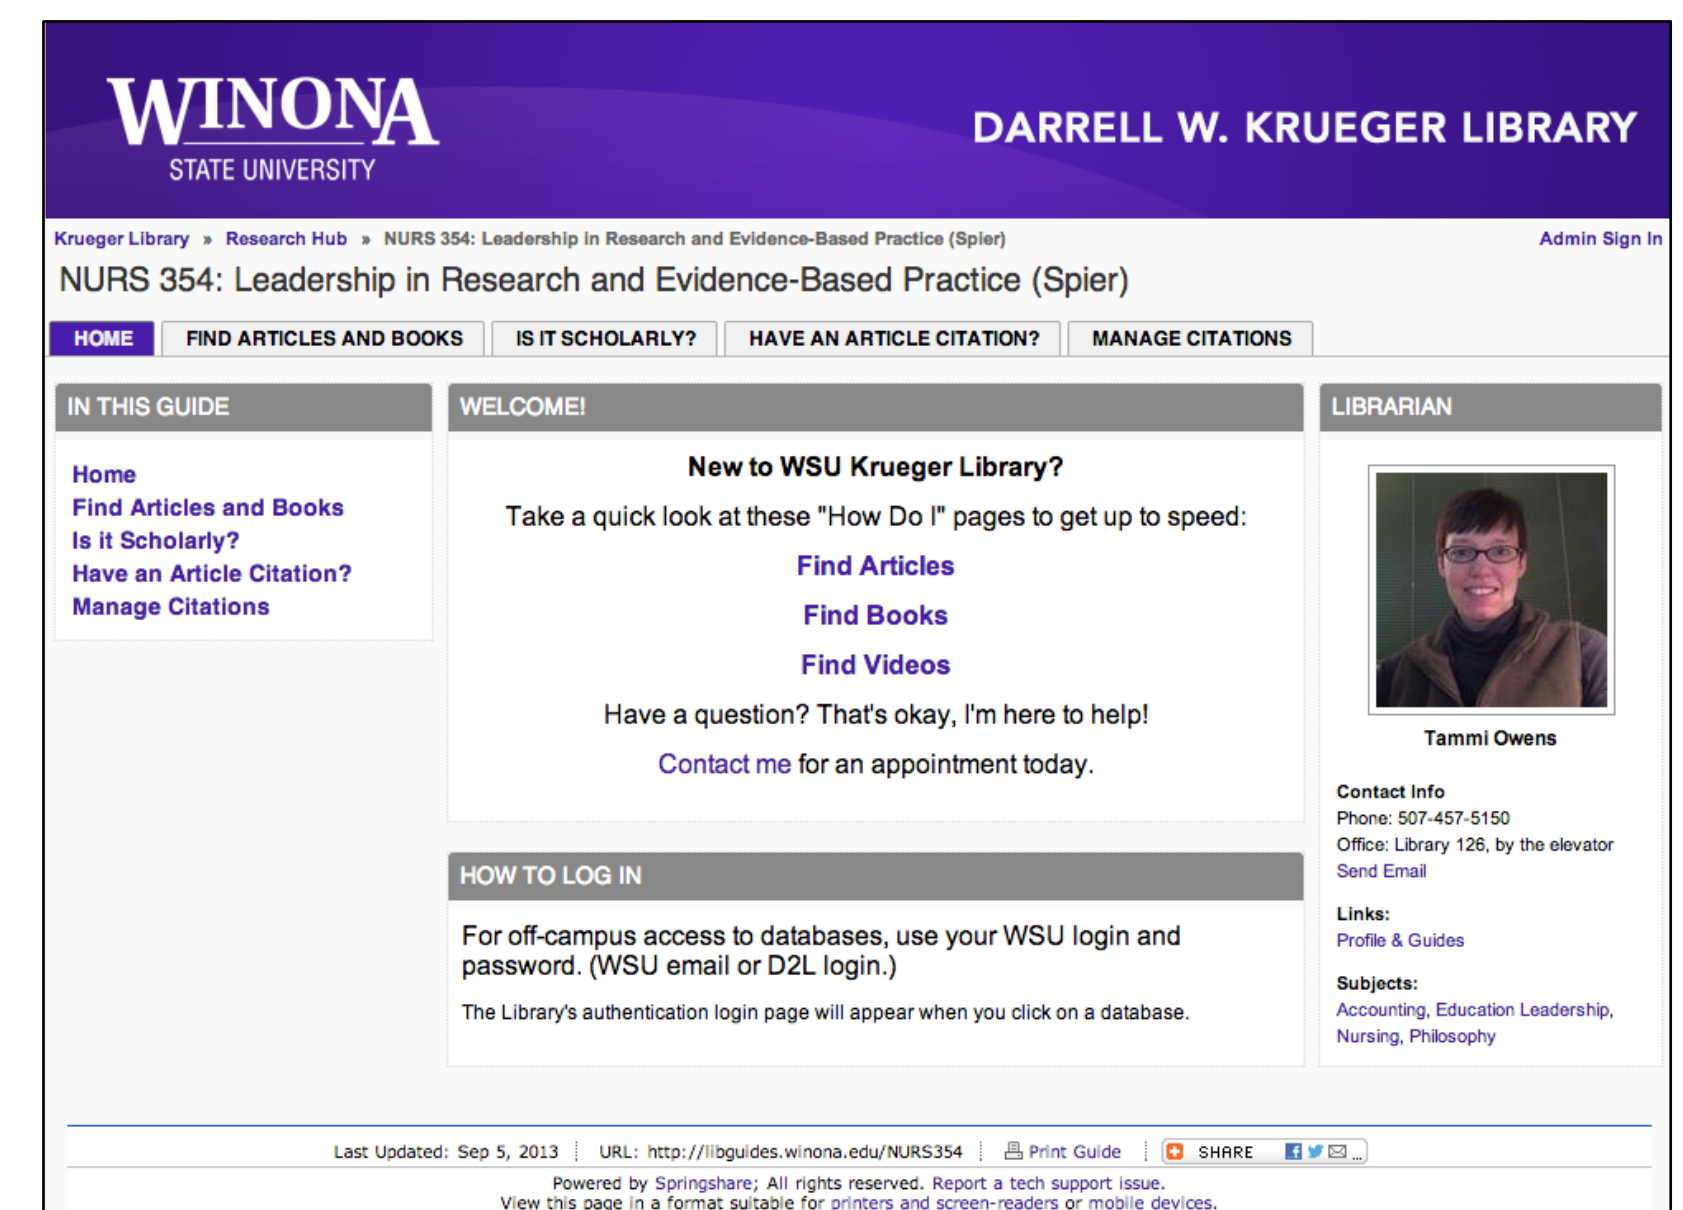 WINONA
STATE UNIVERSITY
DARRELL W. KRUEGER LIBRARY
Krueger Library » Research Hub » NURS 354: Leadership in Research and Evidence-Based Practice (Spier)
Admin Sign In
NURS 354: Leadership in Research and Evidence-Based Practice (Spier)
HOME
FIND ARTICLES AND BOOKS
IS IT SCHOLARLY?
HAVE AN ARTICLE CITATION?
MANAGE CITATIONS
IN THIS GUIDE
Home
Find Articles and Books
Is it Scholarly?
Have an Article Citation?
Manage Citations
WELCOME!
New to WSU Krueger Library?
Take a quick look at these "How Do I" pages to get up to speed:
Find Articles
Find Books
Find Videos
Have a question? That's okay, I'm here to help!
Contact me for an appointment today.
HOW TO LOG IN
For off-campus access to databases, use your WSU login and
password. (WSU email or D2L login.)
The Library's authentication login page will appear when you click on a database.
LIBRARIAN
Tammi Owens
Contact Info
Phone: 507-457-5150
Office: Library 126, by the elevator
Send Email
Links:
Profile & Guides
Subjects:
Accounting, Education Leadership,
Nursing, Philosophy
Last Updated: Sep 5, 2013
URL: http://libguides.winona.edu/NURS354
Print Guide
SHARE ...
Powered by Springshare; All rights reserved. Report a tech support issue.
View this page in a format suitable for printers and screen-readers or mobile devices.